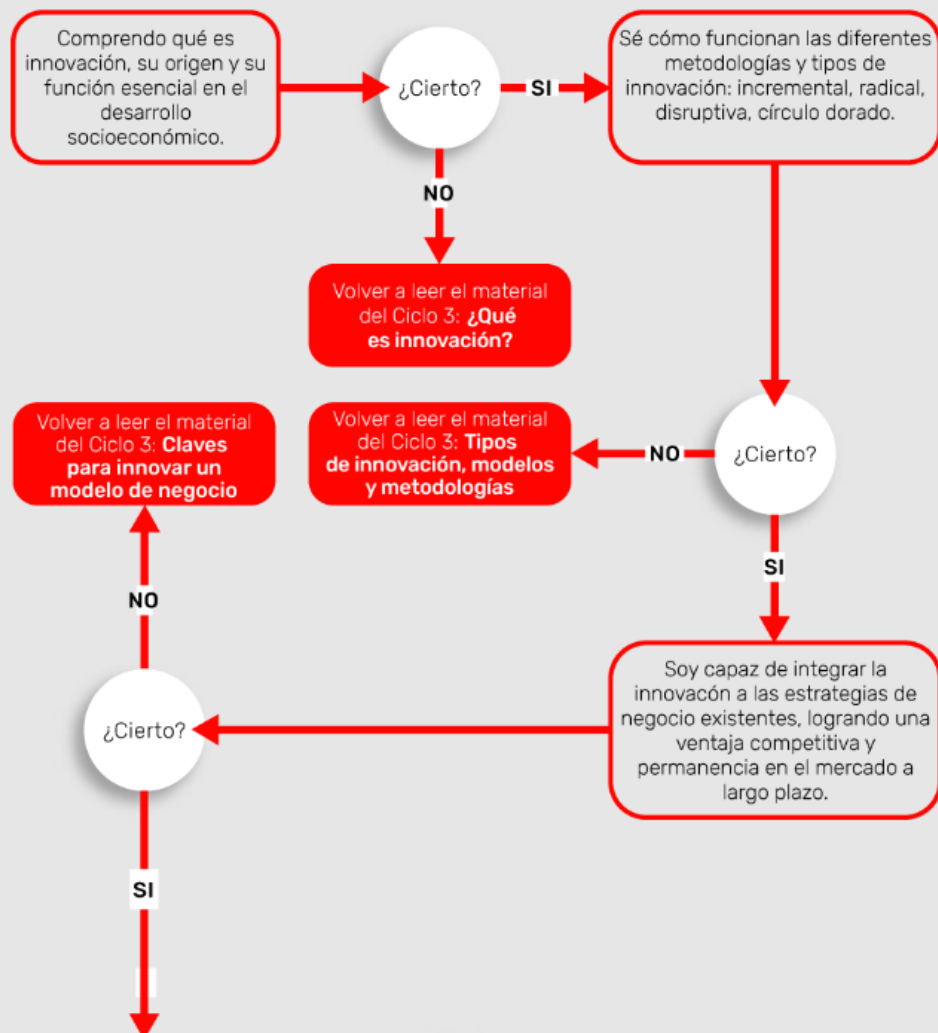 Comprendo qué es
innovación, su origen y su
función esencial en el
desarrollo
socioeconómico.
¿Cierto?
SI
Sé cómo funcionan las diferentes
metodologías y tipos de
innovación: incremental, radical,
disruptiva, círculo dorado.
NO
Volver a leer el material
del Ciclo 3: ¿Qué
es innovación?
¿Cierto?
NO
Volver a leer el material
del Ciclo 3: Tipos
de innovación, modelos
y metodologías
SI
Soy capaz de integrar la
innovacón a las estrategias de
negocio existentes, logrando una
ventaja competitiva y
permanencia en el mercado a
largo plazo.
¿Cierto?
NO
Volver a leer el material
del Ciclo 3: Claves
para innovar un
modelo de negocio
SI